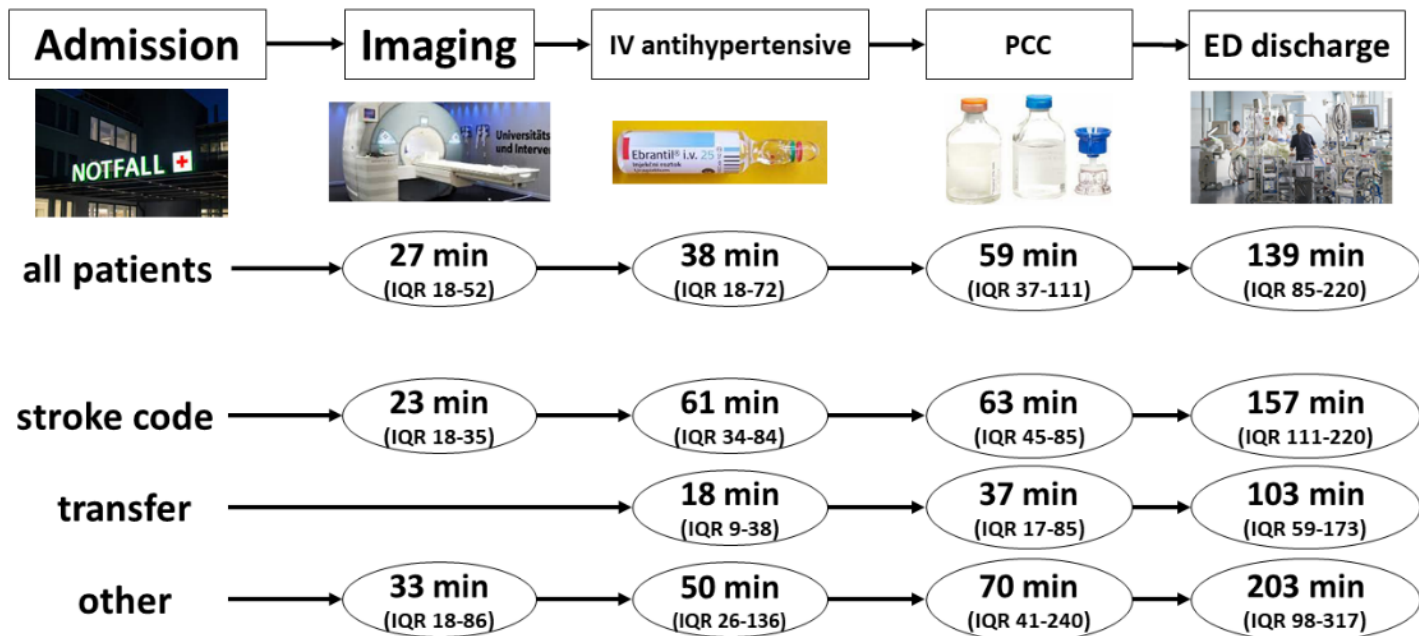 Admission
Imaging
IV antihypertensive
PCC
ED discharge
NOTFALL
Universitäts
und Interve
Ebrantil® i.v. 25
all patients
27 min
(IQR 18-52)
38 min
(IQR 18-72)
59 min
(IQR 37-111)
139 min
(IQR 85-220)
stroke code
23 min
(IQR 18-35)
61 min
(IQR 34-84)
63 min
(IQR 45-85)
157 min
(IQR 111-220)
transfer
18 min
(IQR 9-38)
37 min
(IQR 17-85)
103 min
(IQR 59-173)
other
33 min
(IQR 18-86)
50 min
(IQR 26-136)
70 min
(IQR 41-240)
203 min
(IQR 98-317)